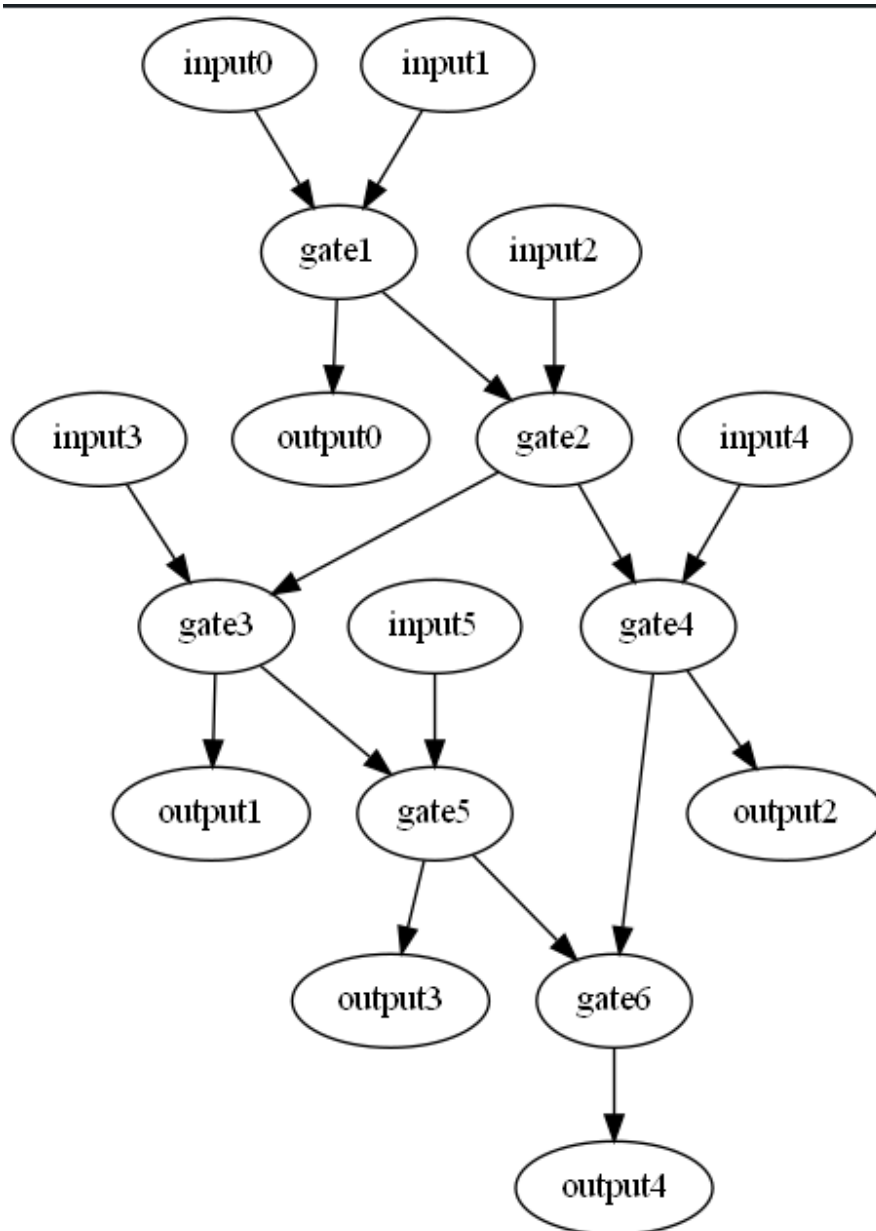 input0
input1
gate1
input2
input3
output0
gate2
input4
gate3
input5
gate4
output1
gate5
output2
output3
gate6
output4